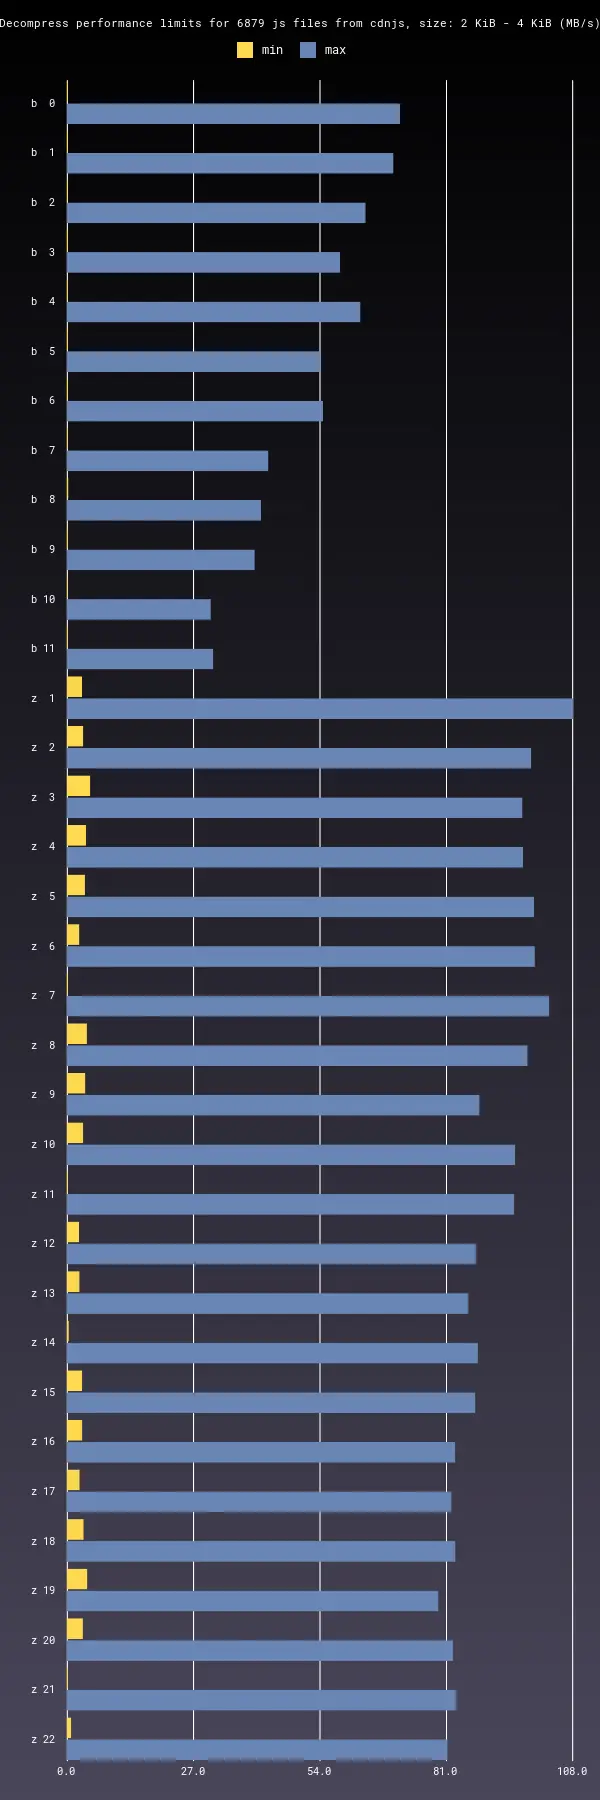 Decompress performance limits for 6879 js files from cdnjs, size: 2 KiB - 4 KiB (MB/s)
min max
b 0
b 1
b 2
b 3
b 4
b 5
b 6
b 7
b 8
b 9
b 10
b 11
z 1
z 2
z 3
z 4
z 5
z 6
z 7
z 8
z 9
z 10
z 11
z 12
z 13
z 14
z 15
z 16
z 17
z 18
z 19
z 20
z 21
z 22
0.0 27.0 54.0 81.0 108.0